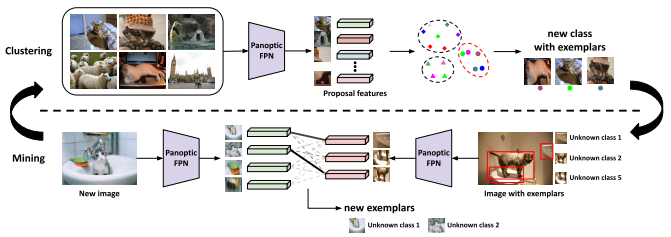 Clustering
Panoptic
FPN
Proposal features
new class
with exemplars
Mining
New image
Panoptic
FPN
Panoptic
FPN
Unknown class 1
Unknown class 2
Unknown class 5
Image with exemplars
new exemplars
Unknown class 1
Unknown class 2